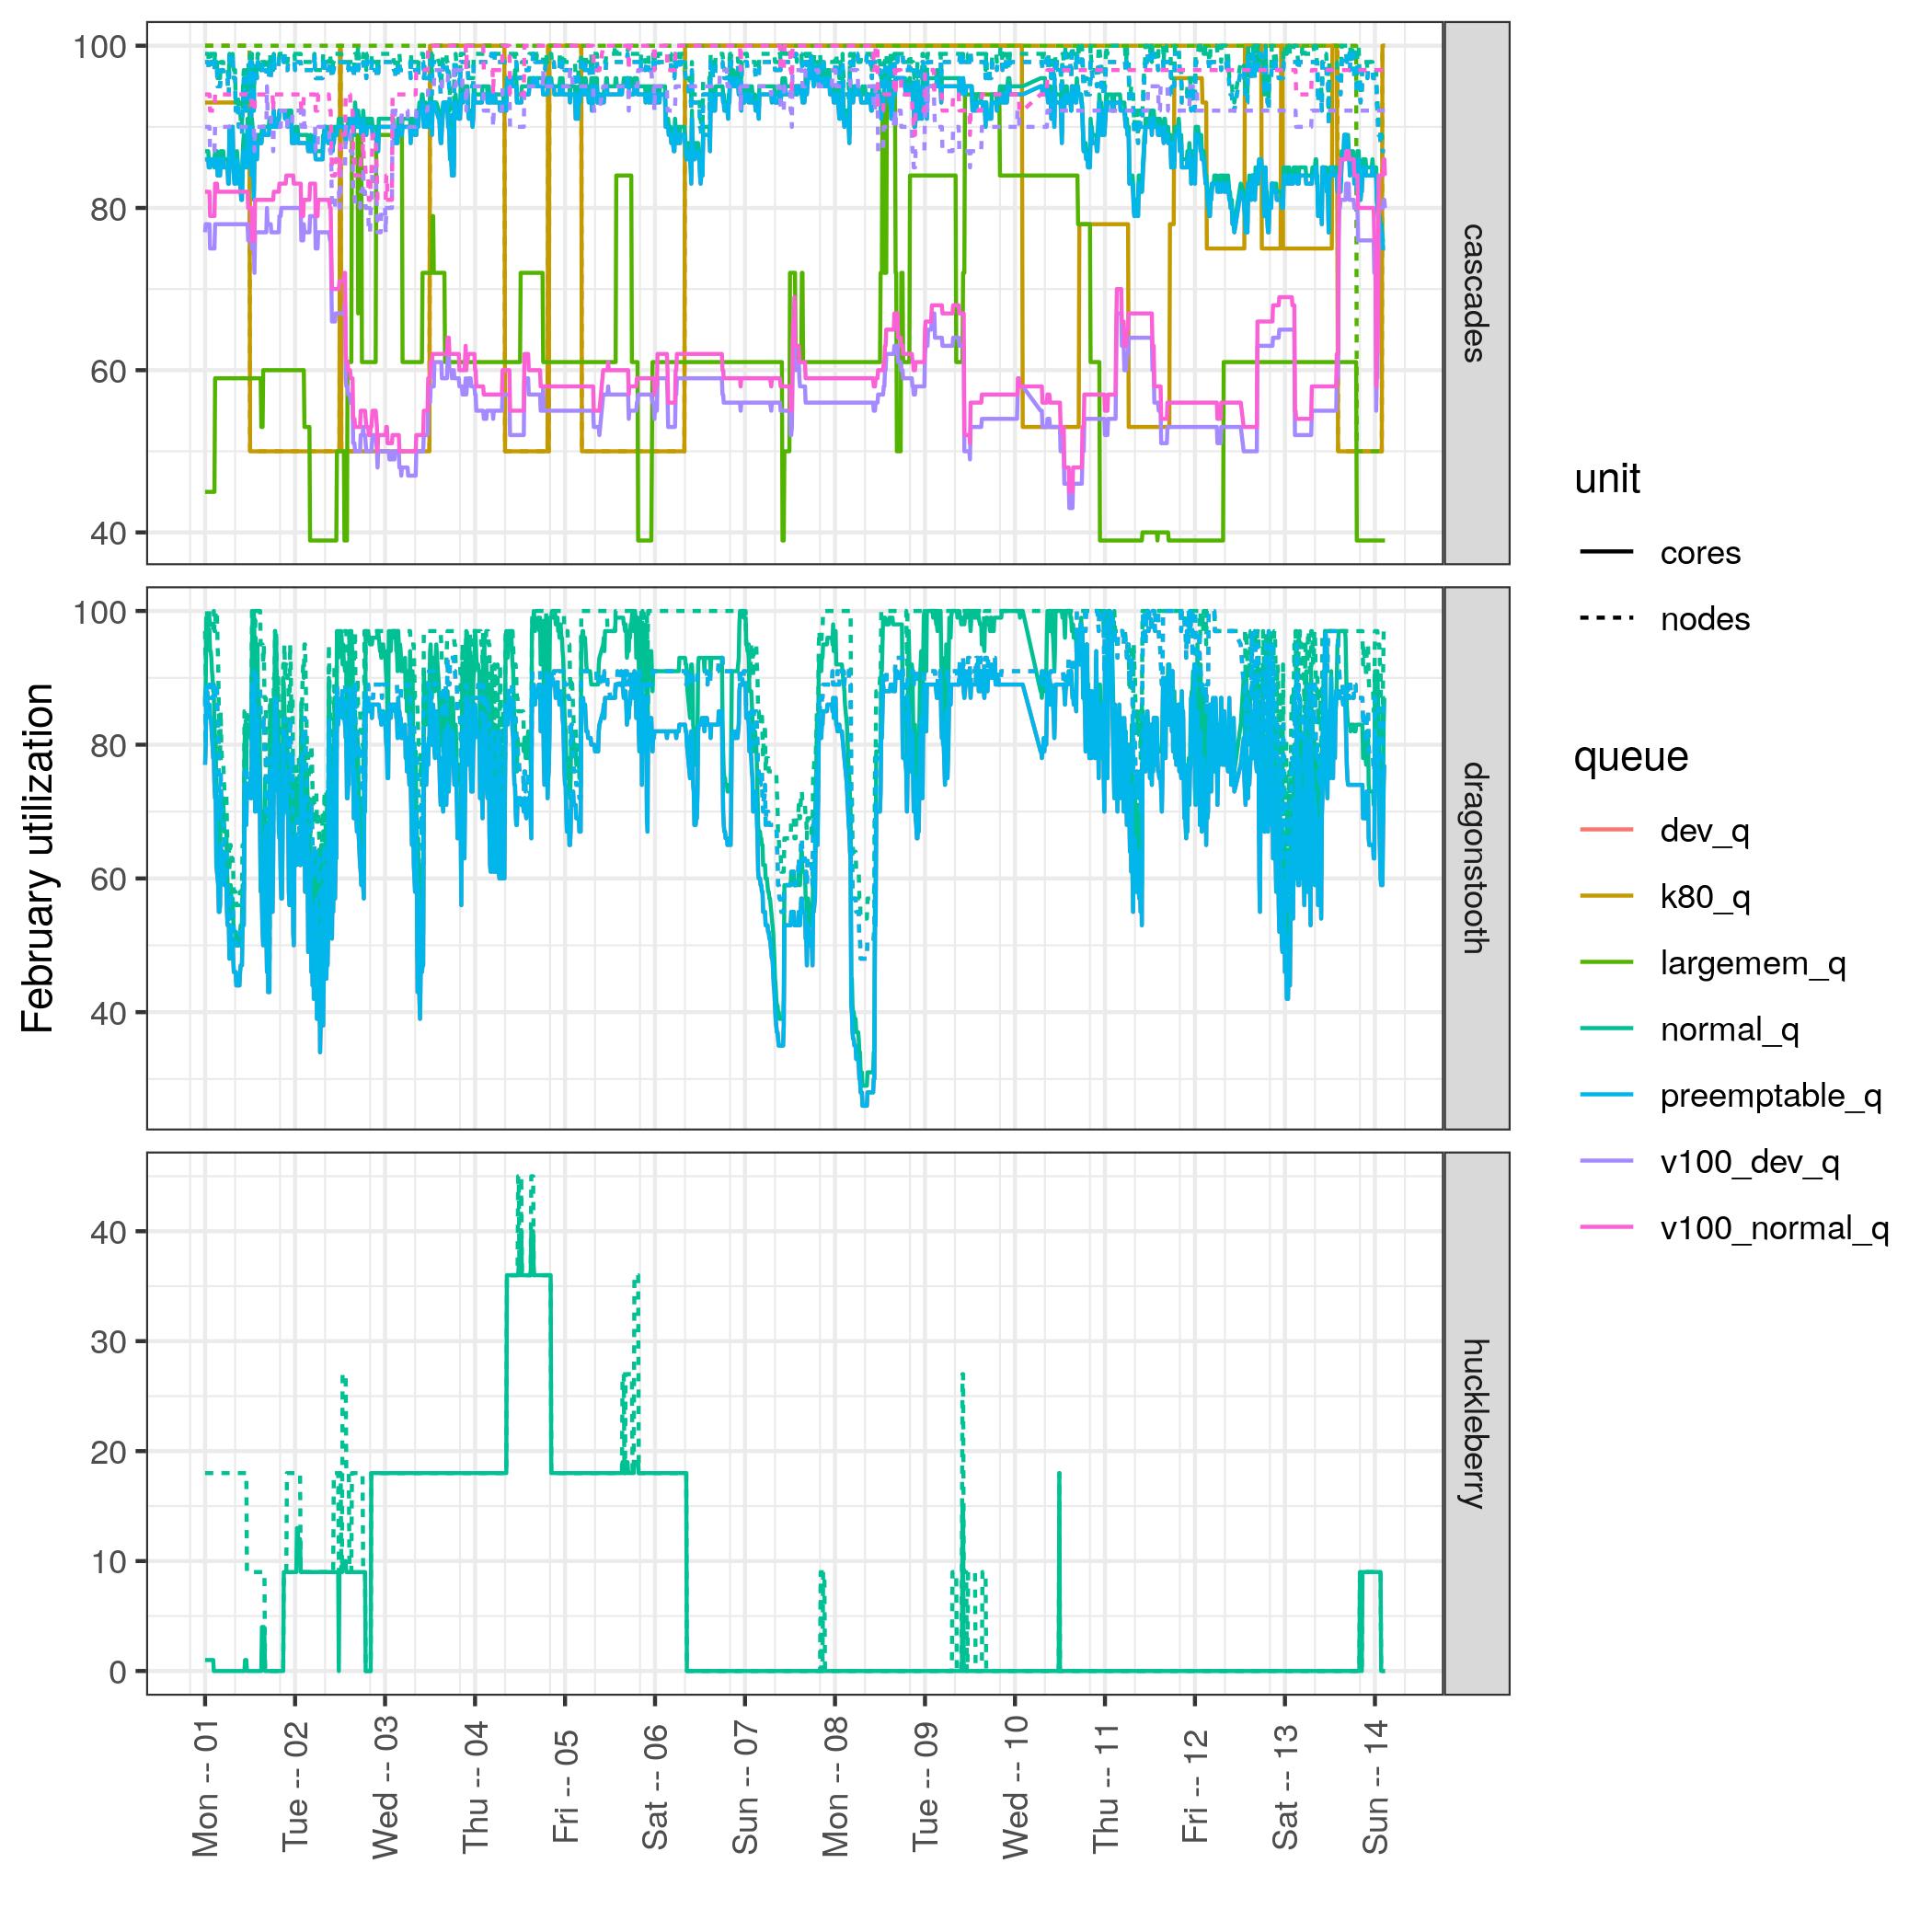 February utilization
100
80
60
40
cascades
100
80
60
40
dragonstooth
40
30
20
10
0
huckleberry
Mon -- 01
Tue -- 02
Wed -- 03
Thu -- 04
Fri -- 05
Sat -- 06
Sun -- 07
Mon -- 08
Tue -- 09
Wed -- 10
Thu -- 11
Fri -- 12
Sat -- 13
Sun -- 14
unit
cores
nodes
queue
dev_q
k80_q
largemem_q
normal_q
preemptable_q
v100_dev_q
v100_normal_q